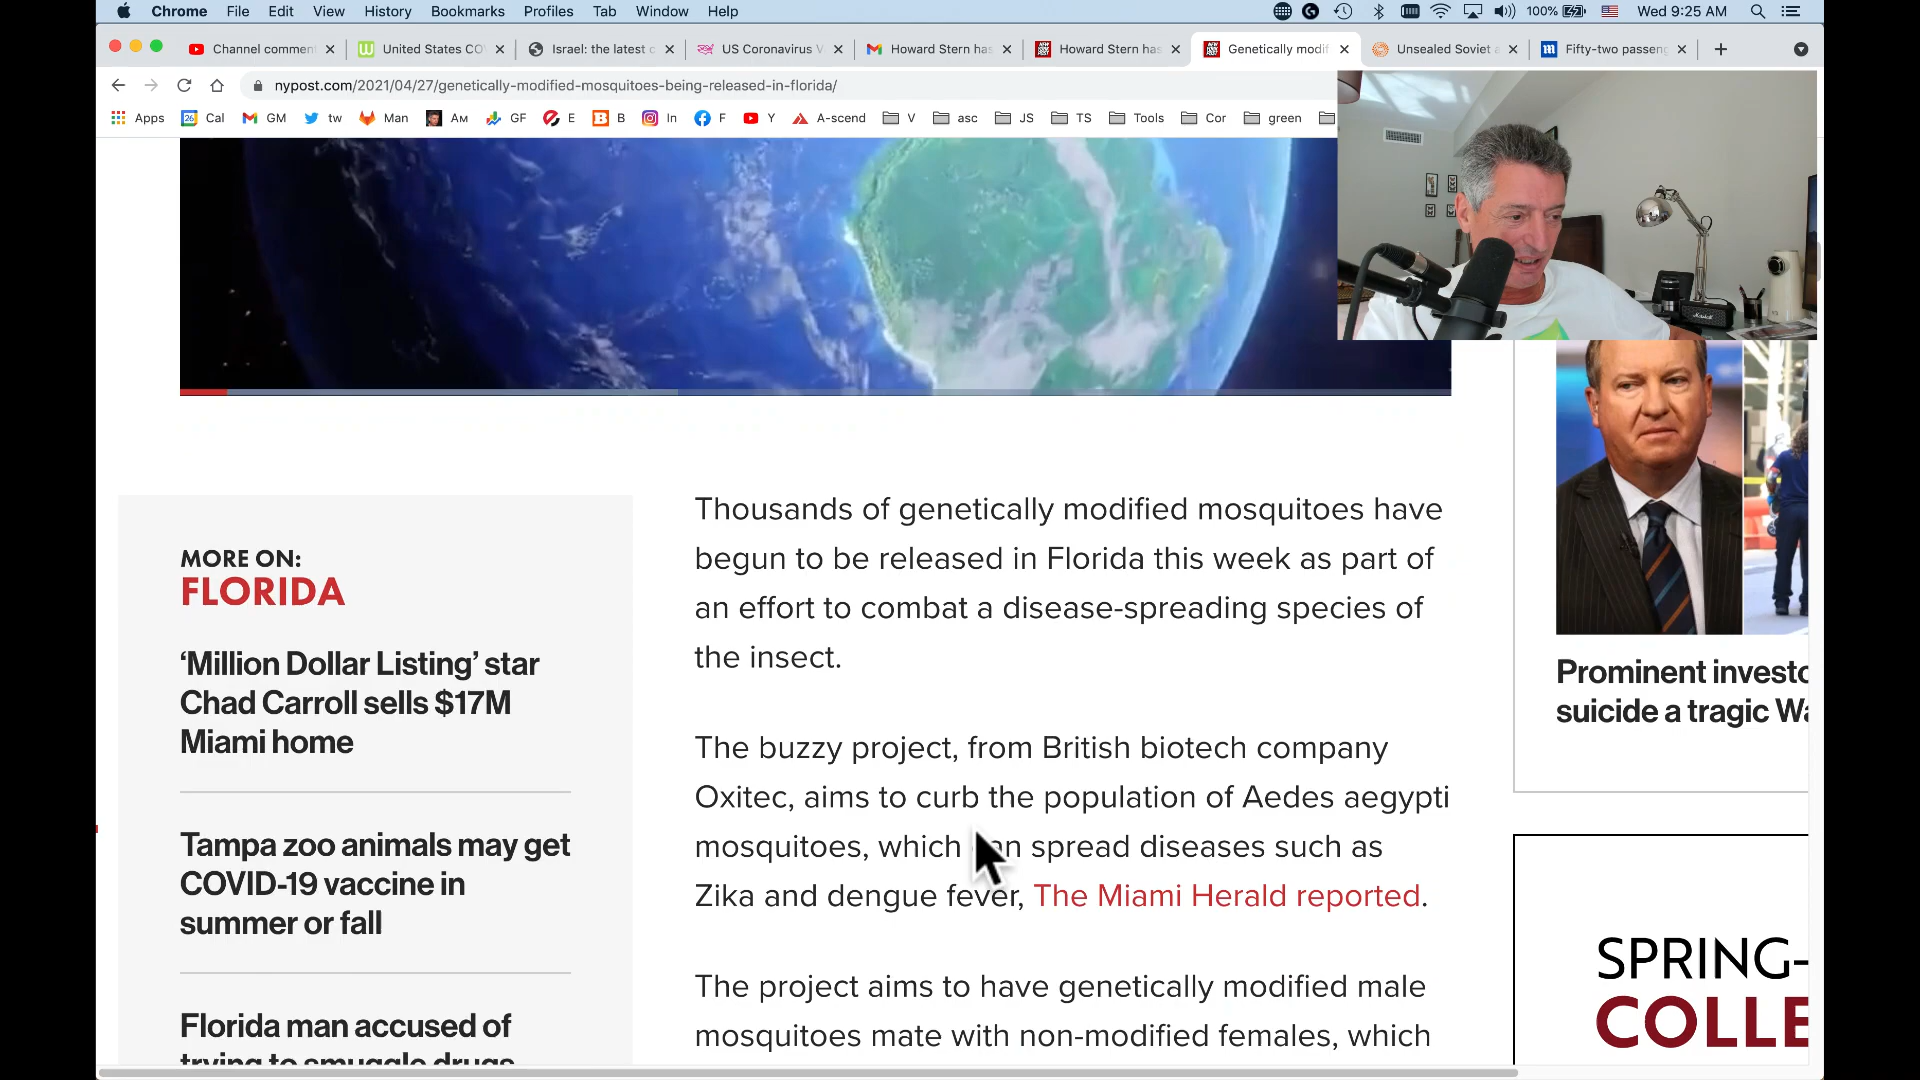 Chrome File Edit View History Bookmarks Profiles Tab Window Help 100% Wed 9:25 AM
Channel comment United States CO Israel: the latest US Coronavirus V Howard Stern has Howard Stern has Genetically modif Unsealed Soviet Fifty-two passeng
nypost.com/2021/04/27/genetically-modified-mosquitoes-being-released-in-florida/
Apps Cal GM tw Man AM GF E B In F Y A-scend V asc JS TS Tools Cor green
Thousands of genetically modified mosquitoes have
begun to be released in Florida this week as part of
an effort to combat a disease-spreading species of
the insect.
The buzzy project, from British biotech company
Oxitec, aims to curb the population of Aedes aegypti
mosquitoes, which can spread diseases such as
Zika and dengue fever, The Miami Herald reported.
The project aims to have genetically modified male
mosquitoes mate with non-modified females, which
MORE ON:
FLORIDA
‘Million Dollar Listing’ star
Chad Carroll sells $17M
Miami home
Tampa zoo animals may get
COVID-19 vaccine in
summer or fall
Florida man accused of
trying to smuggle drugs
Prominent investo
suicide a tragic Wa
SPRING-
COLLE